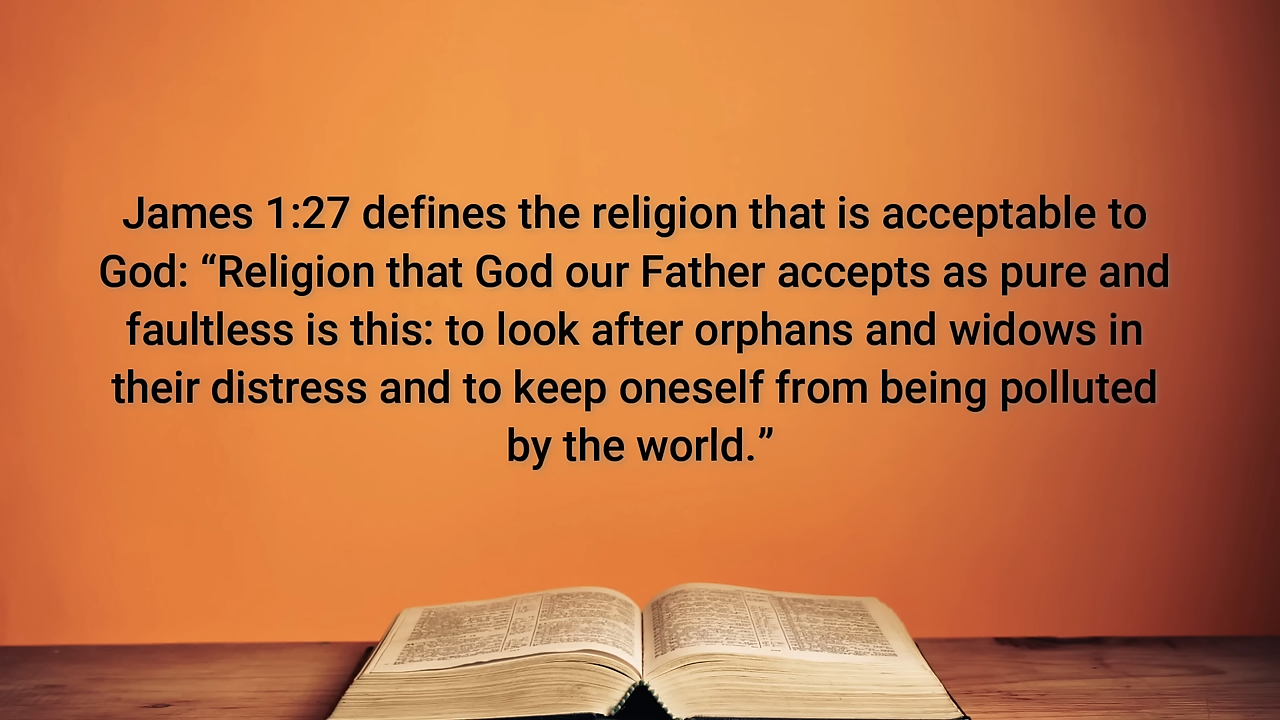 James 1:27 defines the religion that is acceptable to
God: “Religion that God our Father accepts as pure and
faultless is this: to look after orphans and widows in
their distress and to keep oneself from being polluted
by the world.”